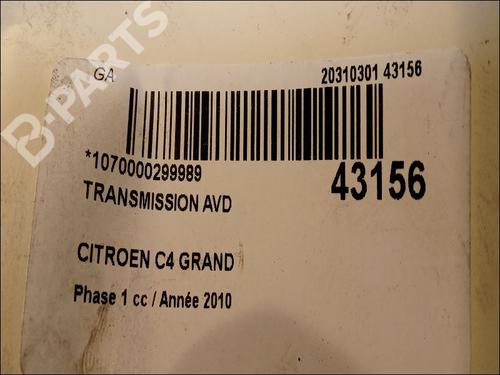 B-PARTS
GA
20310301 43156
*1070000299989
43156
TRANSMISSION AVD
CITROEN C4 GRAND
Phase 1 cc / Année 2010